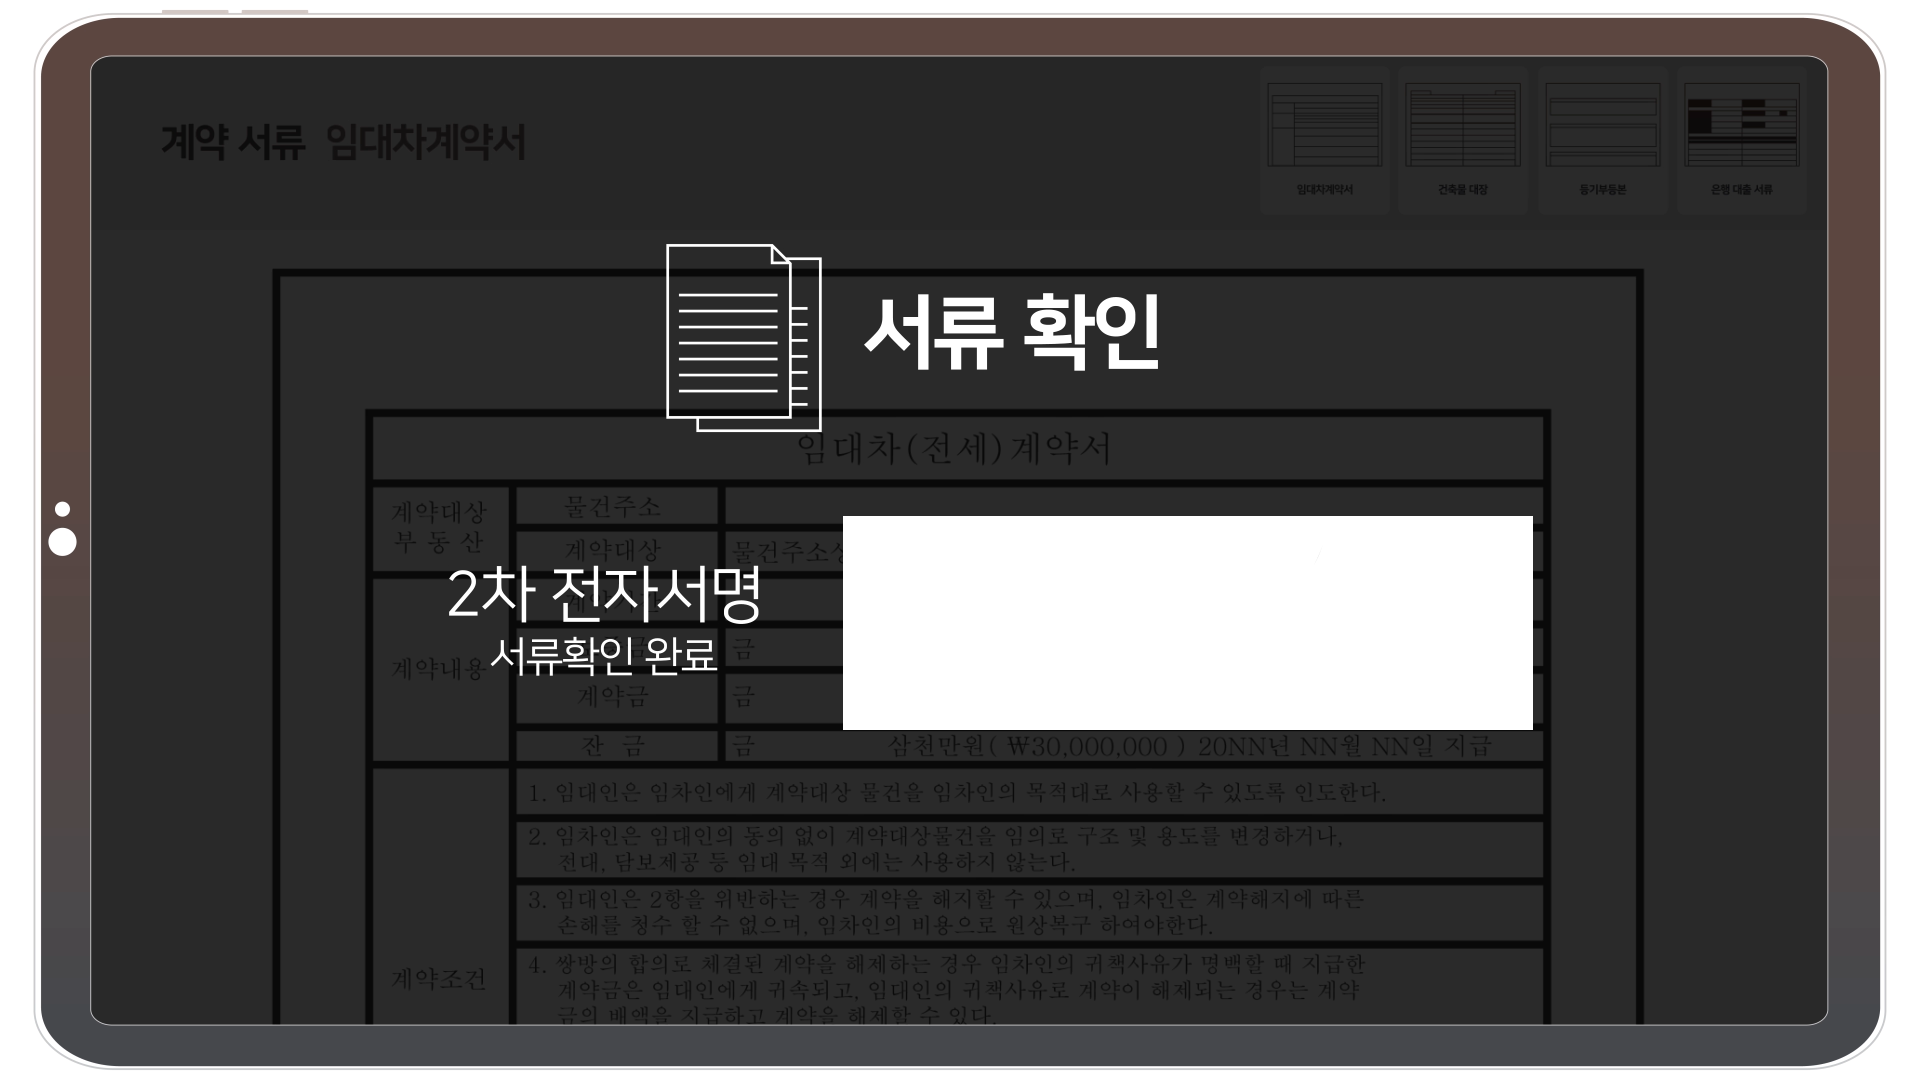 계약 서류 임대차계약서
임대차계약서
건축물 대장
등기부등본
은행 대출 서류
서류 확인
임대차(전세)계약서
계약대상
부 동 산
물건주소
계약대상
물건주소상
2차 전자서명
서류확인 완료
계약내용
금
계약금
금
잔 금
금 삼천만원( ₩30,000,000 ) 20NN년 NN월 NN일 지급
1. 임대인은 임차인에게 계약대상 물건을 임차인의 목적대로 사용할 수 있도록 인도한다.
2. 임차인은 임대인의 동의 없이 계약대상물건을 임의로 구조 및 용도를 변경하거나,
전대, 담보제공 등 임대 목적 외에는 사용하지 않는다.
3. 임대인은 2항을 위반하는 경우 계약을 해지할 수 있으며, 임차인은 계약해지에 따른
손해를 청수 할 수 없으며, 임차인의 비용으로 원상복구 하여야한다.
계약조건
4. 쌍방의 합의로 체결된 계약을 해제하는 경우 임차인의 귀책사유가 명백할 때 지급한
계약금은 임대인에게 귀속되고, 임대인의 귀책사유로 계약이 해제되는 경우는 계약
금의 배액을 지급하고 계약을 해제할 수 있다.